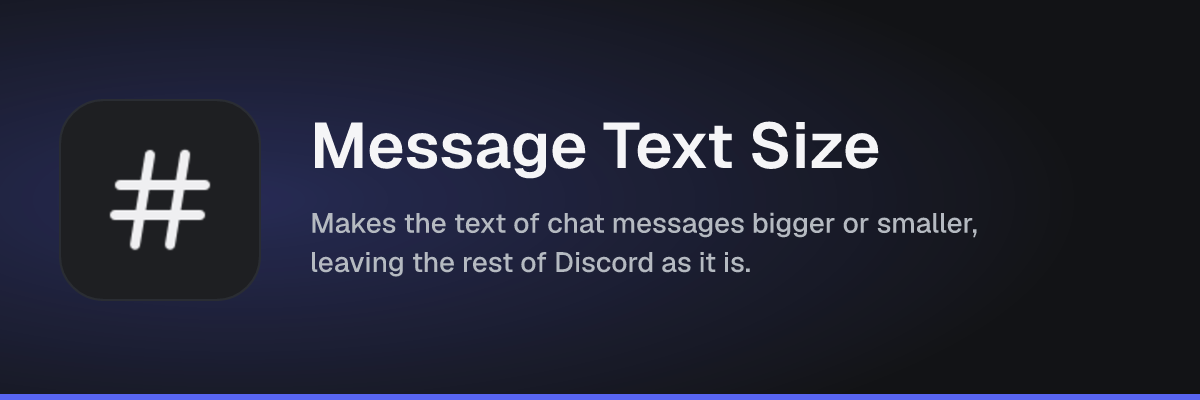 #
Message Text Size
Makes the text of chat messages bigger or smaller,
leaving the rest of Discord as it is.